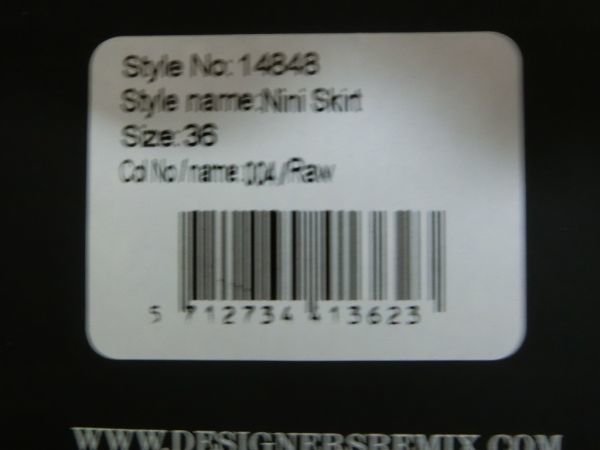 Style No:14848
Style name:Nini Skirt
Size:36
Col No/name:004/Raw
5 712734 413623
WWW.DESIGNERSREMIX.COM